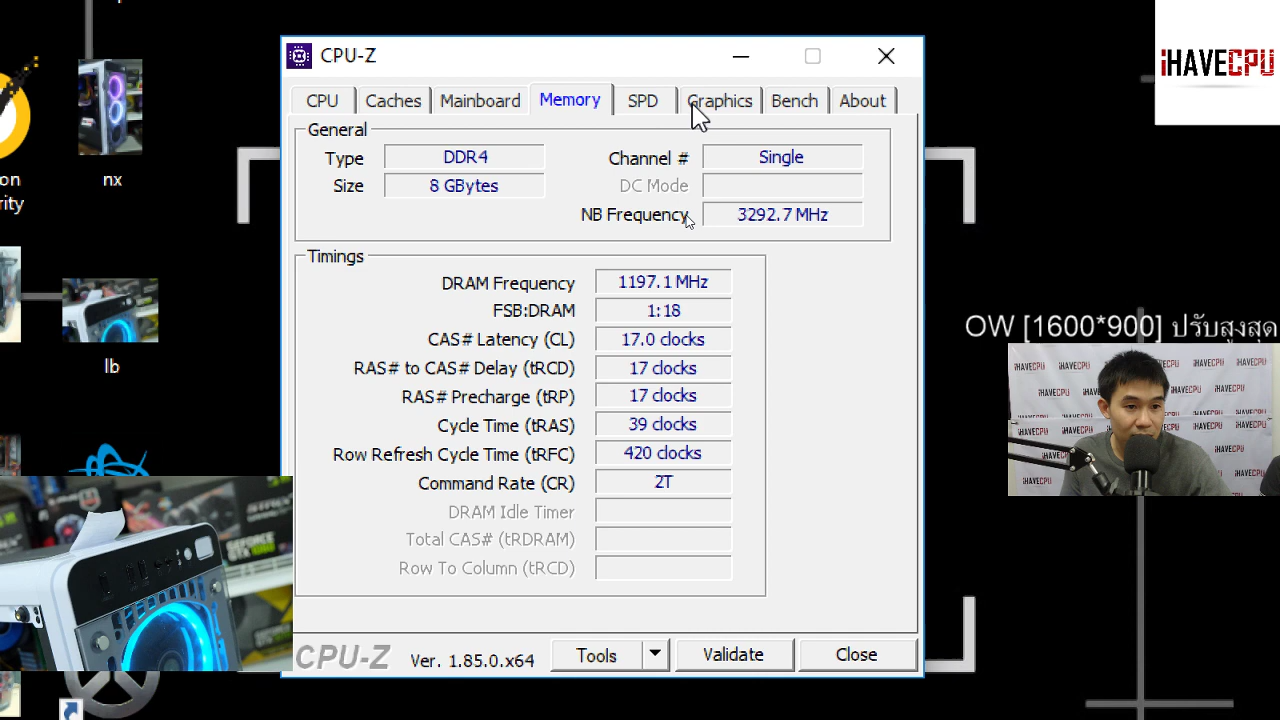 CPU-Z
iHAVECPU
CPU Caches Mainboard Memory SPD Graphics Bench About
General
Type DDR4 Channel # Single
Size 8 GBytes DC Mode
NB Frequency 3292.7 MHz
on
rity
nx
Timings
DRAM Frequency 1197.1 MHz
FSB:DRAM 1:18
CAS# Latency (CL) 17.0 clocks
RAS# to CAS# Delay (tRCD) 17 clocks
RAS# Precharge (tRP) 17 clocks
Cycle Time (tRAS) 39 clocks
Row Refresh Cycle Time (tRFC) 420 clocks
Command Rate (CR) 2T
DRAM Idle Timer
Total CAS# (tRDRAM)
Row To Column (tRCD)
lb
OW [1600*900] ปรับสูงสุด
iHAVECPU
GEFORCE
CPU-Z Ver. 1.85.0.x64 Tools Validate Close